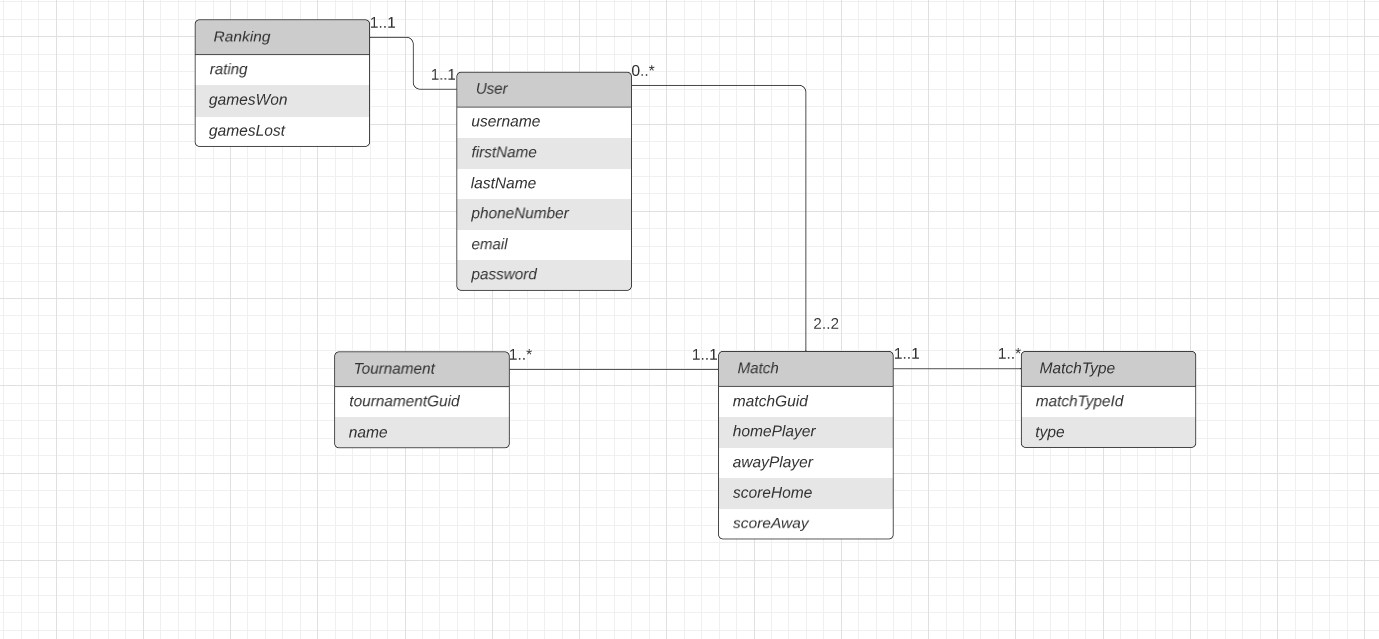 1..1
Ranking
rating
gamesWon
gamesLost
1..1
0..*
User
username
firstName
lastName
phoneNumber
email
password
2..2
1..*
1..1
Tournament
tournamentGuid
name
1..1
1..*
Match
matchGuid
homePlayer
awayPlayer
scoreHome
scoreAway
MatchType
matchTypeId
type